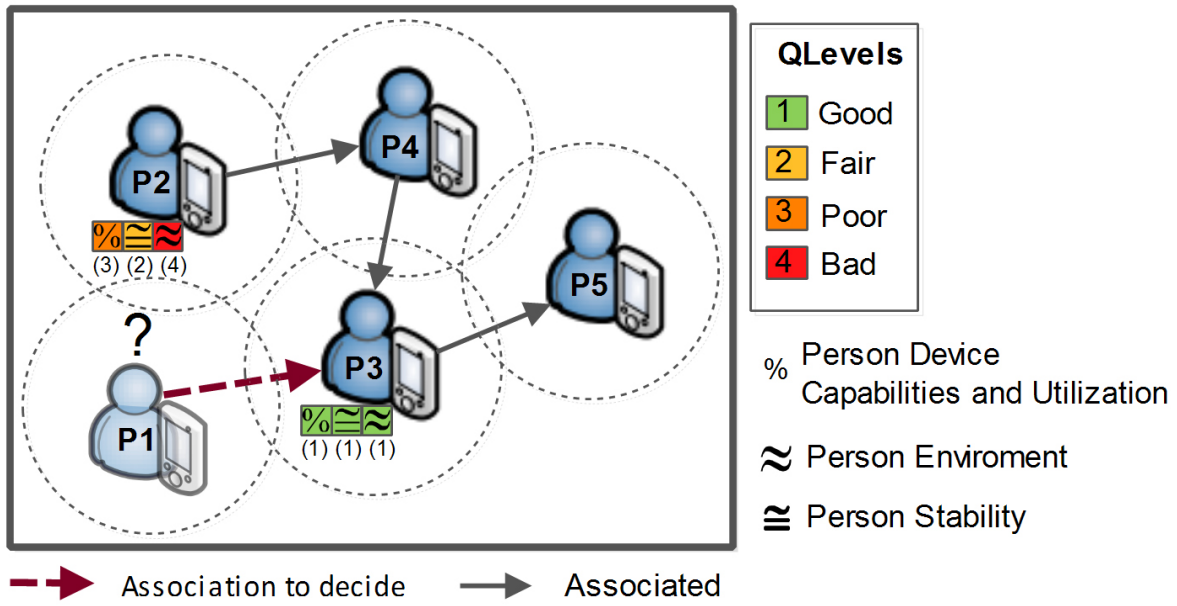 P4
P2
% ≅ ≈
(3) (2) (4)
P5
?
P3
P1
% ≅ ≈
(1) (1) (1)
QLevels
1 Good
2 Fair
3 Poor
4 Bad
% Person Device
Capabilities and Utilization
≈ Person Enviroment
≅ Person Stability
Association to decide
Associated